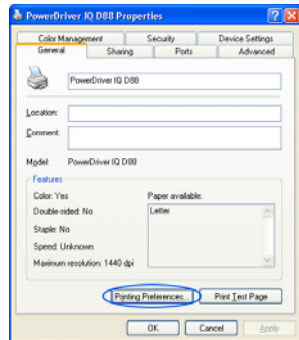 PowerDriver IQ D88 Properties
Color Management Security Device Settings
General Sharing Ports Advanced
PowerDriver IQ D88
Location:
Comment:
Model: PowerDriver IQ D88
Features
Color: Yes
Paper available:
Double-sided: No
Letter
Staple: No
Speed: Unknown
Maximum resolution: 1440 dpi
Printing Preferences... Print Test Page
OK Cancel Apply